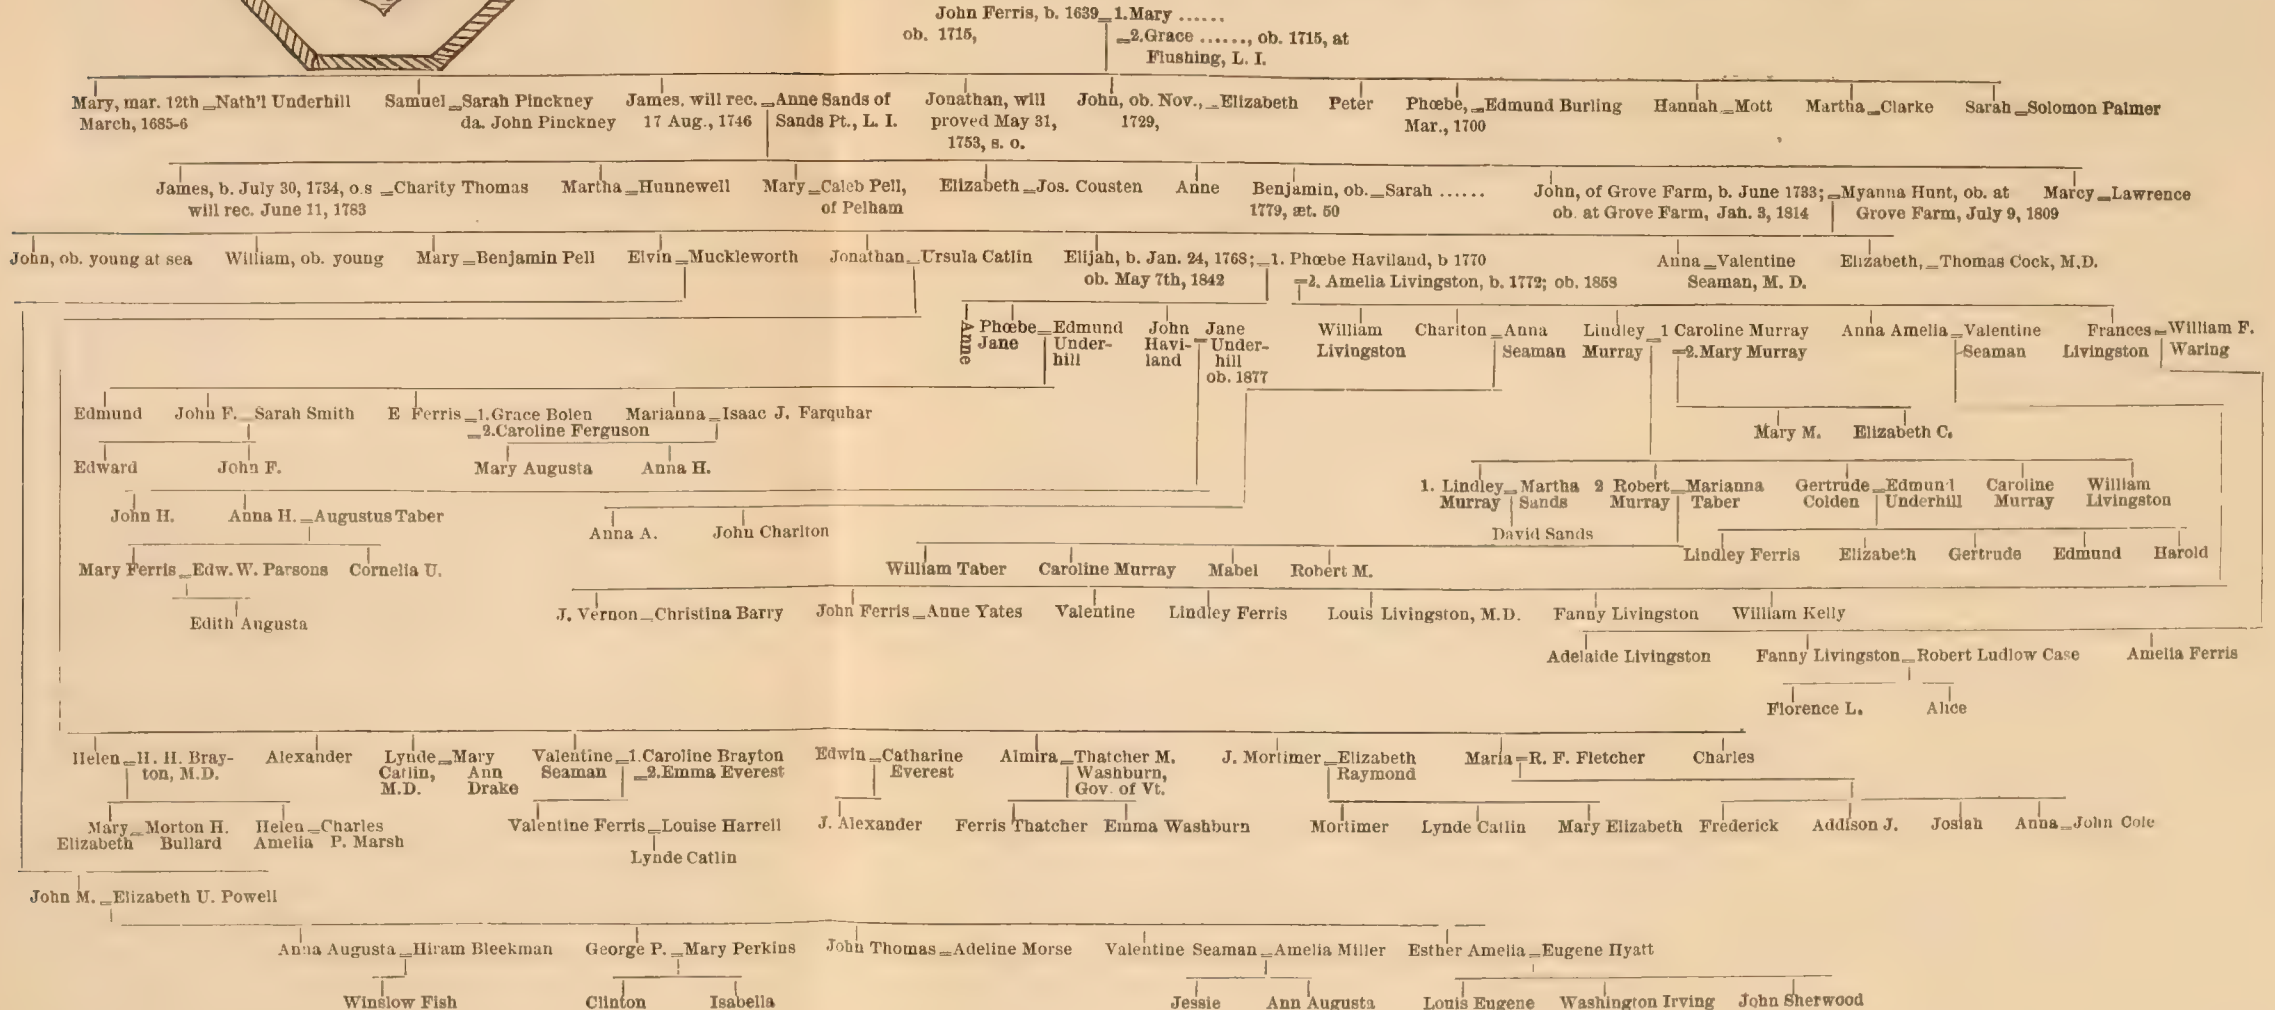 John Ferris, b. 1639 = 1. Mary ......
ob. 1715, = 2. Grace ......, ob. 1715, at
Flushing, L. I.
Mary, mar. 12th = Nath'l Underhill Samuel = Sarah Pinckney James, will rec. = Anne Sands of Jonathan, will John, ob. Nov., = Elizabeth Peter Phœbe, = Edmund Burling Hannah = Mott Martha = Clarke Sarah = Solomon Palmer
March, 1685-6 da. John Pinckney 17 Aug., 1746 Sands Pt., L. I. proved May 31, 1729, Mar., 1700
1753, s. o.
James, b. July 30, 1734, o.s = Charity Thomas Martha = Hunnewell Mary = Caleb Pell, Elizabeth = Jos. Cousten Anne Benjamin, ob. = Sarah ...... John, of Grove Farm, b. June 1733; = Myanna Hunt, ob. at Marcy = Lawrence
will rec. June 11, 1783 of Pelham 1779, æt. 50 ob. at Grove Farm, Jan. 3, 1814 Grove Farm, July 9, 1809
John, ob. young at sea William, ob. young Mary = Benjamin Pell Elvin = Muckleworth Jonathan = Ursula Catlin Elijah, b. Jan. 24, 1768; = 1. Phœbe Haviland, b 1770 Anna = Valentine Elizabeth, = Thomas Cock, M.D.
ob. May 7th, 1842 = 2. Amelia Livingston, b. 1772; ob. 1858 Seaman, M. D.
Anne Phœbe = Edmund John Jane William Charlton = Anna Lindley = 1 Caroline Murray Anna Amelia = Valentine Frances = William F.
Jane Under- Havi- = Under- Livingston Seaman Murray = 2. Mary Murray Seaman Livingston Waring
hill land hill
ob. 1877
Edmund John F. = Sarah Smith E Ferris = 1. Grace Bolen Marianna = Isaac J. Farquhar
= 2. Caroline Ferguson Mary M. Elizabeth C.
Edward John F. Mary Augusta Anna H.
1. Lindley = Martha 2 Robert = Marianna Gertrude = Edmund Caroline William
Murray Sands Murray Taber Colden Underhill Murray Livingston
John H. Anna H. = Augustus Taber
Anna A. John Charlton David Sands
Lindley Ferris Elizabeth Gertrude Edmund Harold
Mary Ferris = Edw. W. Parsons Cornelia U. William Taber Caroline Murray Mabel Robert M.
J. Vernon = Christina Barry John Ferris = Anne Yates Valentine Lindley Ferris Louis Livingston, M.D. Fanny Livingston William Kelly
Edith Augusta
Adelaide Livingston Fanny Livingston = Robert Ludlow Case Amelia Ferris
Florence L. Alice
Helen = H. H. Bray- Alexander Lynde = Mary Valentine = 1. Caroline Brayton Edwin = Catharine Almira = Thatcher M. J. Mortimer = Elizabeth Maria = R. F. Fletcher Charles
ton, M.D. Catlin, Ann Seaman = 2. Emma Everest Everest Washburn, Raymond
M.D. Drake Gov. of Vt.
Mary = Morton H. Helen = Charles Valentine Ferris = Louise Harrell J. Alexander Ferris Thatcher Emma Washburn Mortimer Lynde Catlin Mary Elizabeth Frederick Addison J. Josiah Anna = John Cole
Elizabeth Bullard Amelia P. Marsh
Lynde Catlin
John M. = Elizabeth U. Powell
Anna Augusta = Hiram Bleekman George P. = Mary Perkins John Thomas = Adeline Morse Valentine Seaman = Amelia Miller Esther Amelia = Eugene Hyatt
Winslow Fish Clinton Isabella Jessie Ann Augusta Louis Eugene Washington Irving John Sherwood